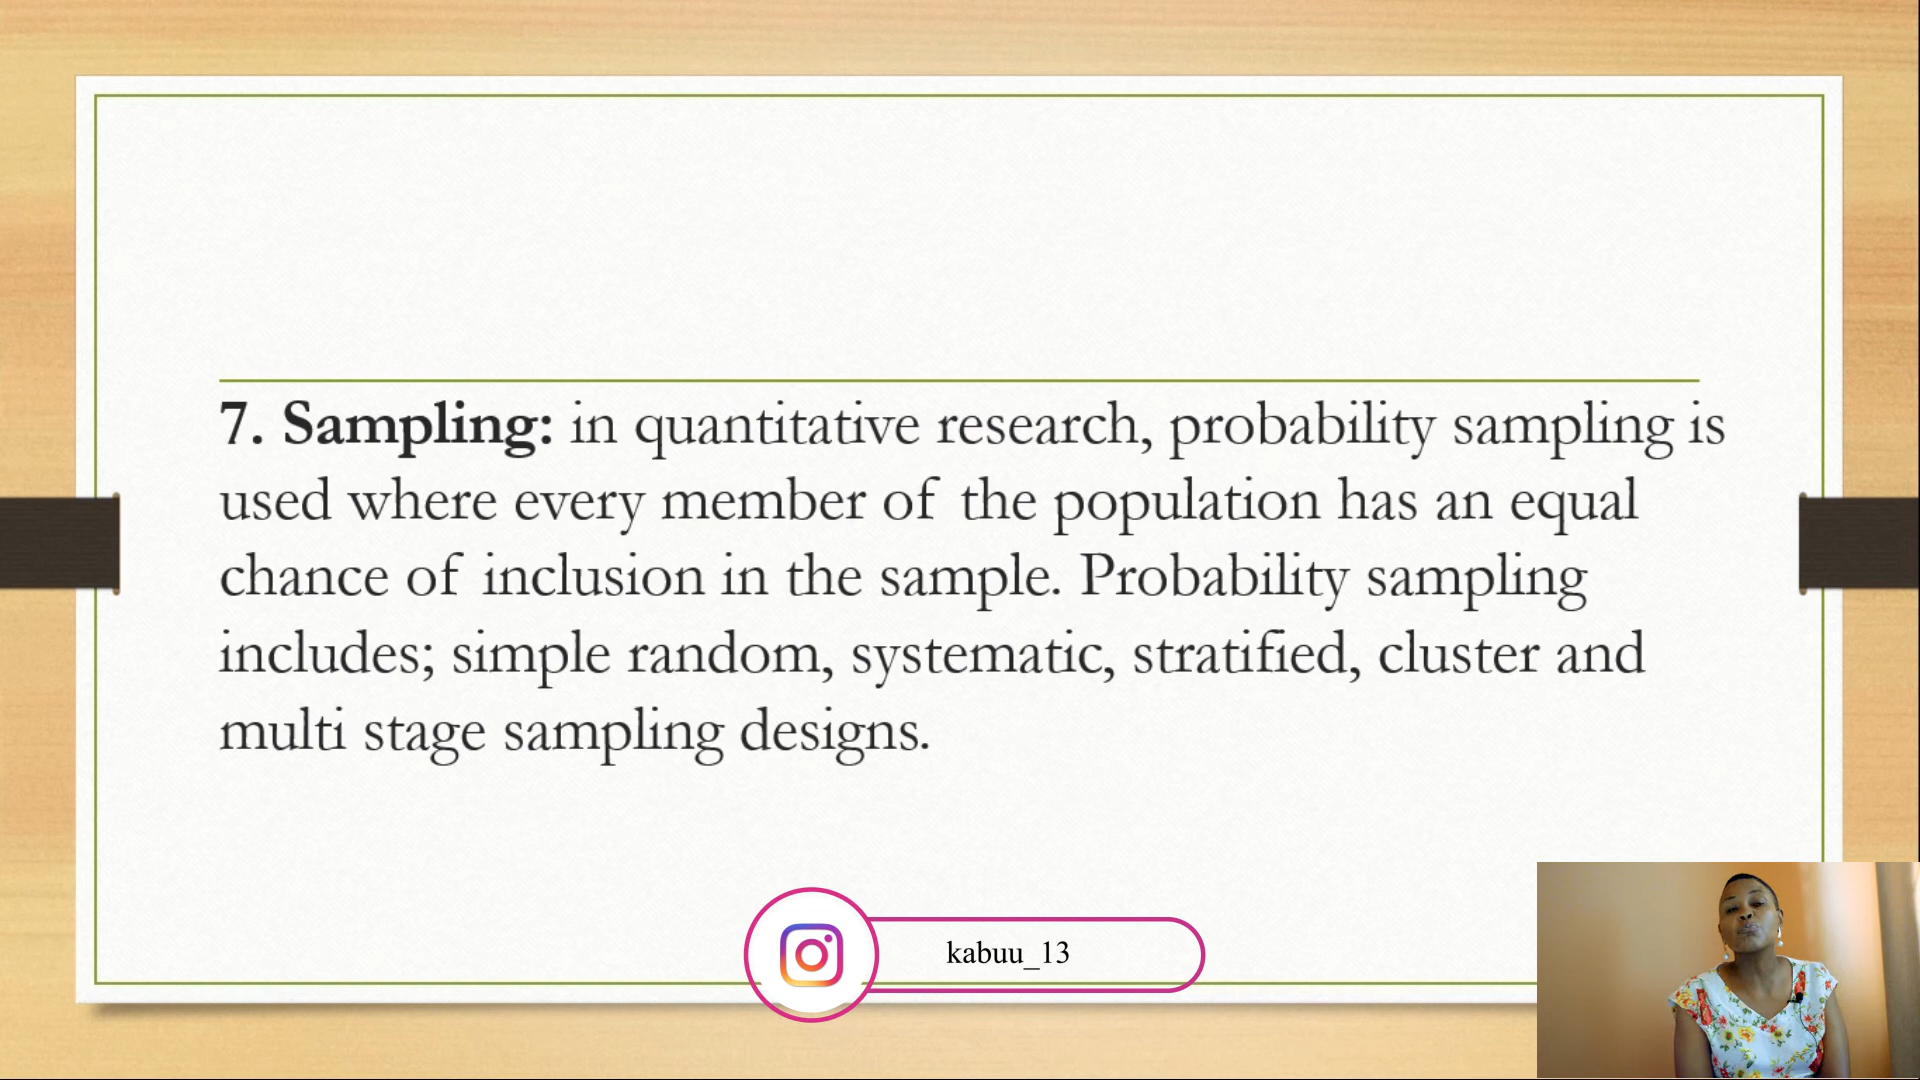 7. Sampling: in quantitative research, probability sampling is
used where every member of the population has an equal
chance of inclusion in the sample. Probability sampling
includes; simple random, systematic, stratified, cluster and
multi stage sampling designs.
kabuu_13